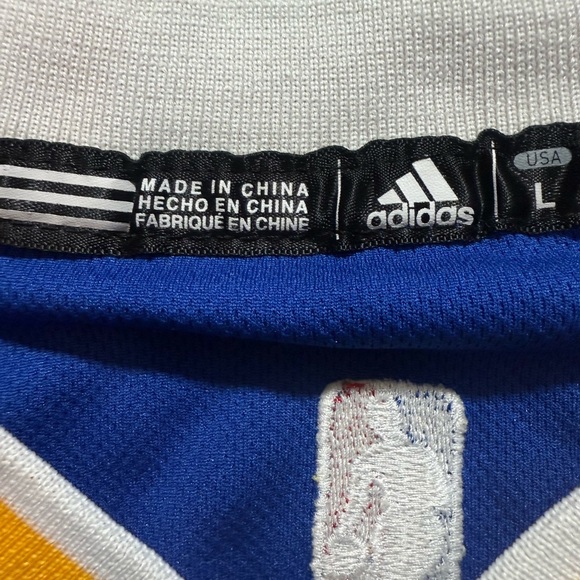 MADE IN CHINA
HECHO EN CHINA
FABRIQUÉ EN CHINE
adidas
USA
L